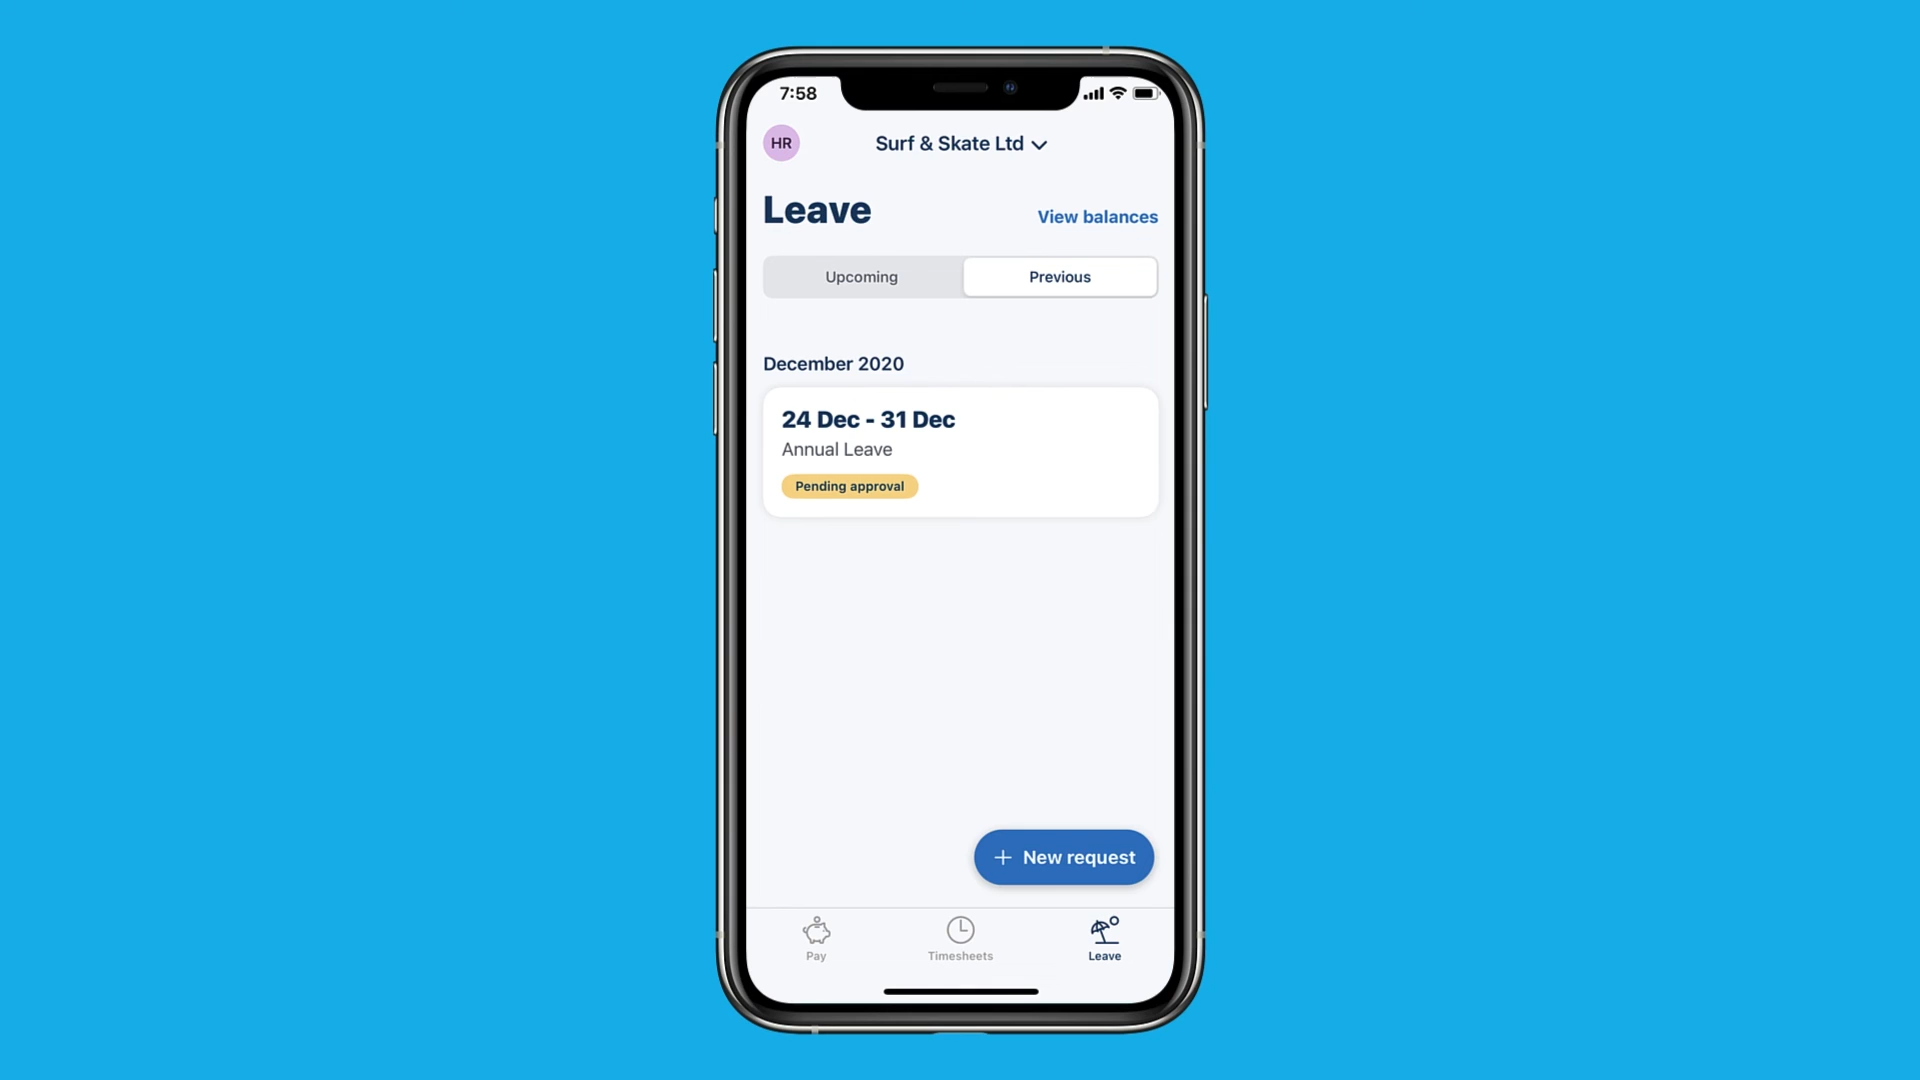 7:58
HR
Surf & Skate Ltd
Leave
View balances
Upcoming
Previous
December 2020
24 Dec - 31 Dec
Annual Leave
Pending approval
+ New request
Pay
Timesheets
Leave